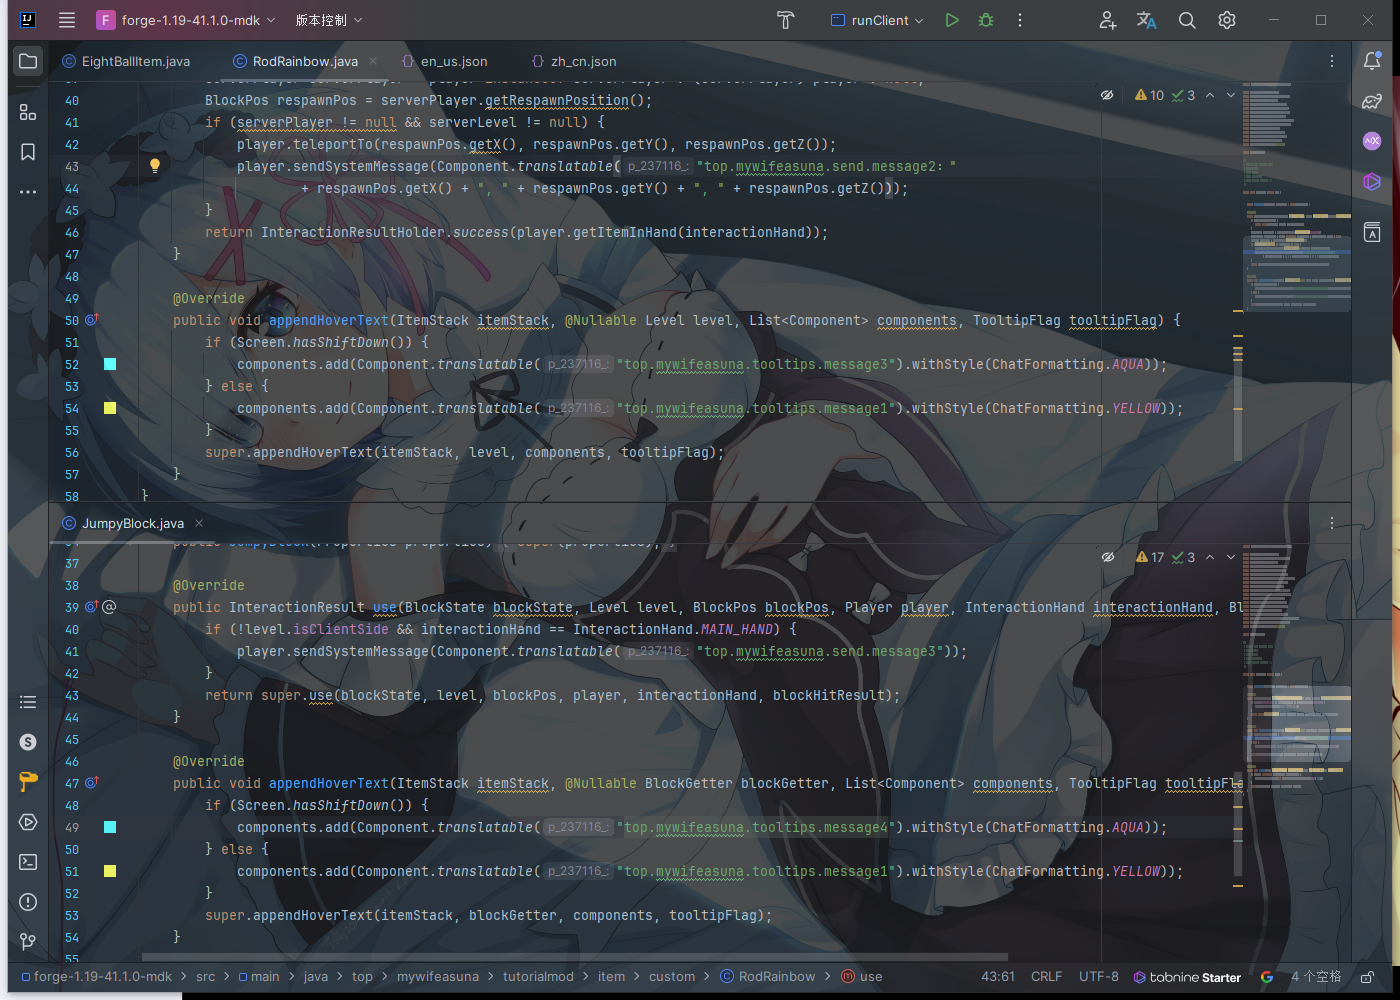 F forge-1.19-41.1.0-mdk 版本控制 runClient
EightBallItem.java RodRainbow.java en_us.json zh_cn.json
40 BlockPos respawnPos = serverPlayer.getRespawnPosition(); 10 3
41 if (serverPlayer != null && serverLevel != null) {
42 player.teleportTo(respawnPos.getX(), respawnPos.getY(), respawnPos.getZ());
43 player.sendSystemMessage(Component.translatable( p_237116_: "top.mywifeasuna.send.message2: "
44 + respawnPos.getX() + ", " + respawnPos.getY() + ", " + respawnPos.getZ()));
45 }
46 return InteractionResultHolder.success(player.getItemInHand(interactionHand));
47 }
48
49 @Override
50 public void appendHoverText(ItemStack itemStack, @Nullable Level level, List<Component> components, TooltipFlag tooltipFlag) {
51 if (Screen.hasShiftDown()) {
52 components.add(Component.translatable( p_237116_: "top.mywifeasuna.tooltips.message3").withStyle(ChatFormatting.AQUA));
53 } else {
54 components.add(Component.translatable( p_237116_: "top.mywifeasuna.tooltips.message1").withStyle(ChatFormatting.YELLOW));
55 }
56 super.appendHoverText(itemStack, level, components, tooltipFlag);
57 }
58 }
JumpyBlock.java
37 17 3
38 @Override
39 @ public InteractionResult use(BlockState blockState, Level level, BlockPos blockPos, Player player, InteractionHand interactionHand, Bl
40 if (!level.isClientSide && interactionHand == InteractionHand.MAIN_HAND) {
41 player.sendSystemMessage(Component.translatable( p_237116_: "top.mywifeasuna.send.message3"));
42 }
43 return super.use(blockState, level, blockPos, player, interactionHand, blockHitResult);
44 }
45
46 @Override
47 public void appendHoverText(ItemStack itemStack, @Nullable BlockGetter blockGetter, List<Component> components, TooltipFlag tooltipFla
48 if (Screen.hasShiftDown()) {
49 components.add(Component.translatable( p_237116_: "top.mywifeasuna.tooltips.message4").withStyle(ChatFormatting.AQUA));
50 } else {
51 components.add(Component.translatable( p_237116_: "top.mywifeasuna.tooltips.message1").withStyle(ChatFormatting.YELLOW));
52 }
53 super.appendHoverText(itemStack, blockGetter, components, tooltipFlag);
54 }
55
forge-1.19-41.1.0-mdk > src > main > java > top > mywifeasuna > tutorialmod > item > custom > RodRainbow > use 43:61 CRLF UTF-8 tabnine Starter 4 个空格